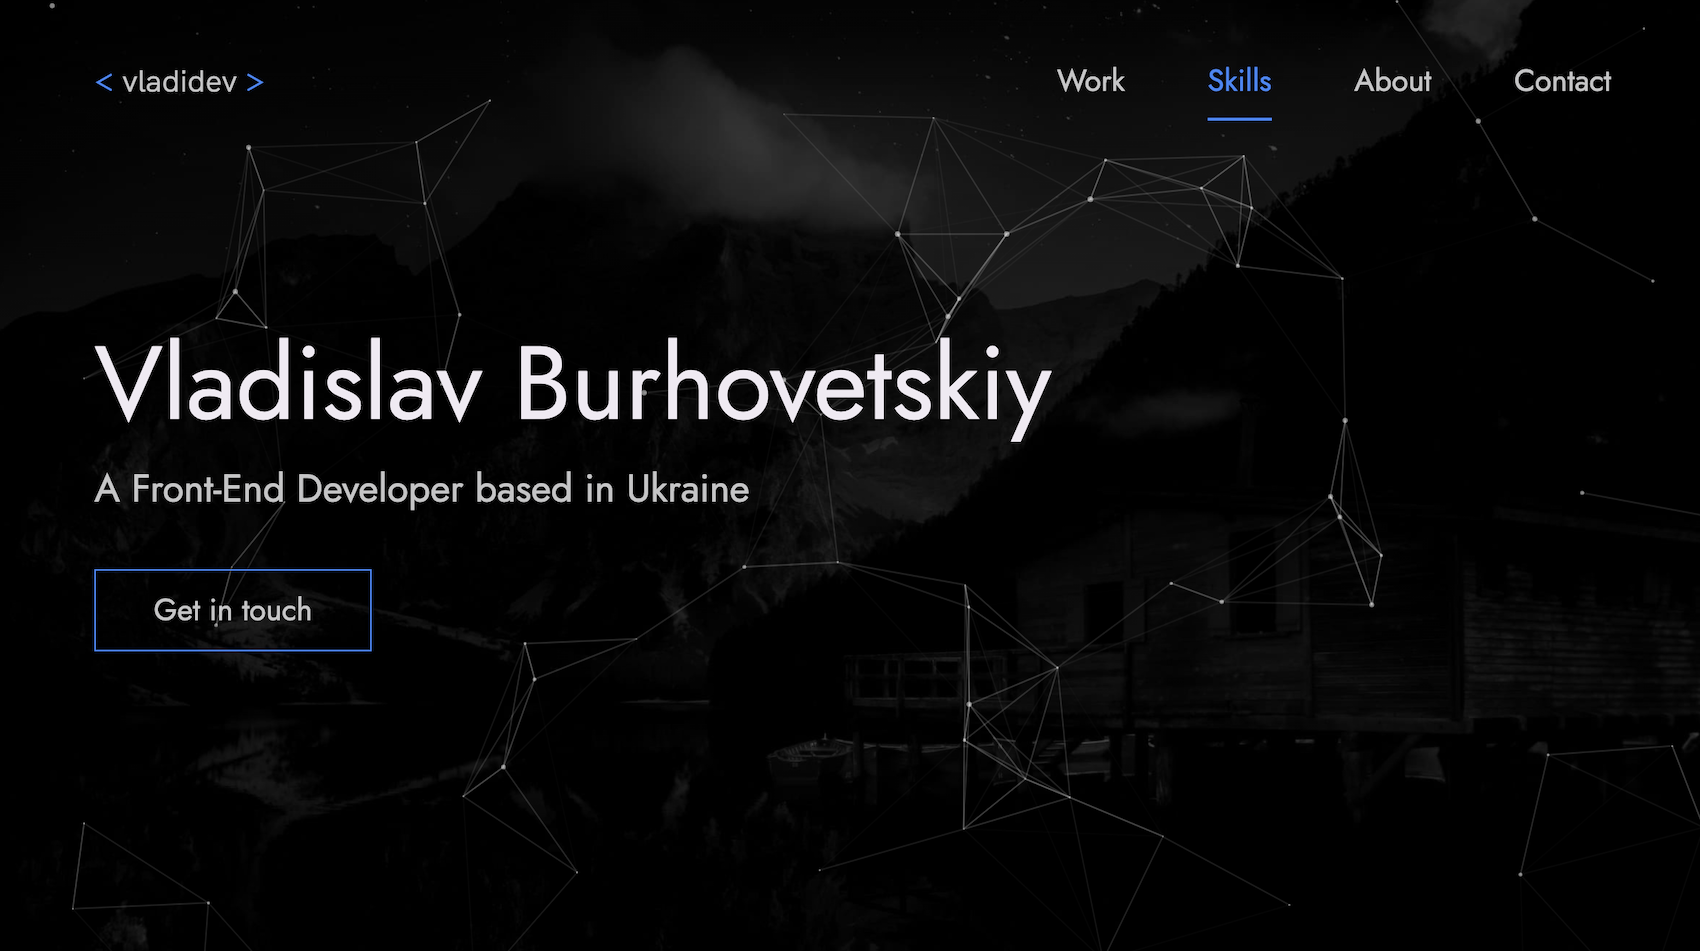 < vladidev >
Work Skills About Contact
Vladislav Burhovetskiy
A Front-End Developer based in Ukraine
Get in touch